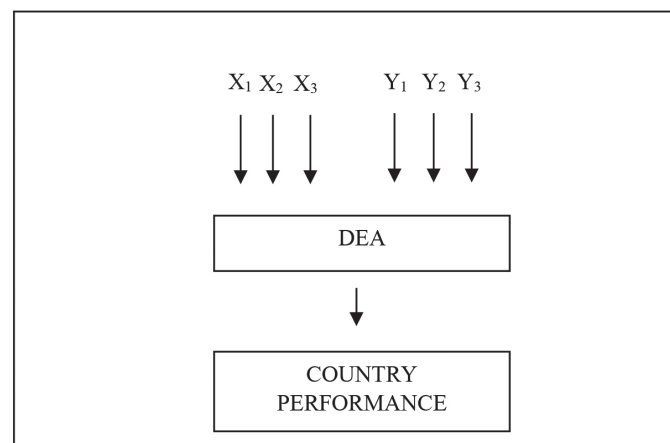 X₁ X₂ X₃ Y₁ Y₂ Y₃
DEA
COUNTRY
PERFORMANCE